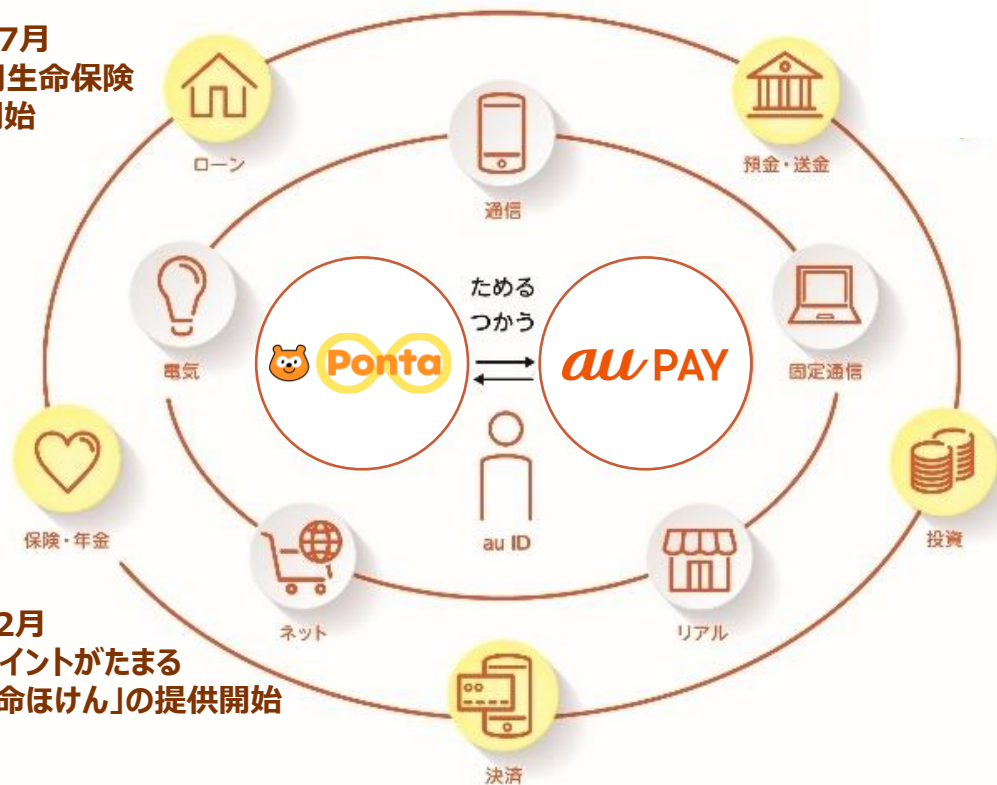 7月
生命保険
始
ローン
預金・送金
通信
ためる
つかう
Ponta
au PAY
電気
固定通信
au ID
保険・年金
投資
ネット
リアル
2月
イントがたまる
命ほけん」の提供開始
決済